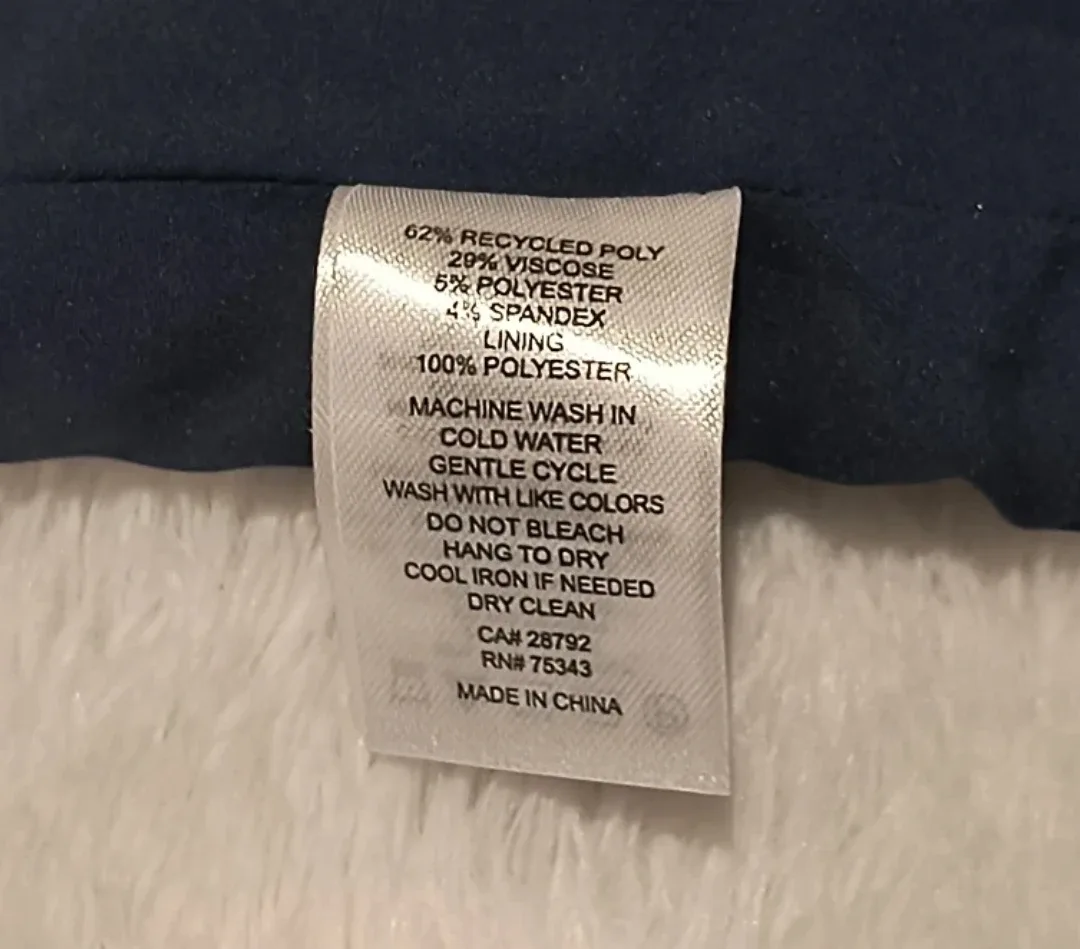 62% RECYCLED POLY
29% VISCOSE
5% POLYESTER
4% SPANDEX
LINING
100% POLYESTER
MACHINE WASH IN
COLD WATER
GENTLE CYCLE
WASH WITH LIKE COLORS
DO NOT BLEACH
HANG TO DRY
COOL IRON IF NEEDED
DRY CLEAN
CA# 28792
RN# 75343
MADE IN CHINA